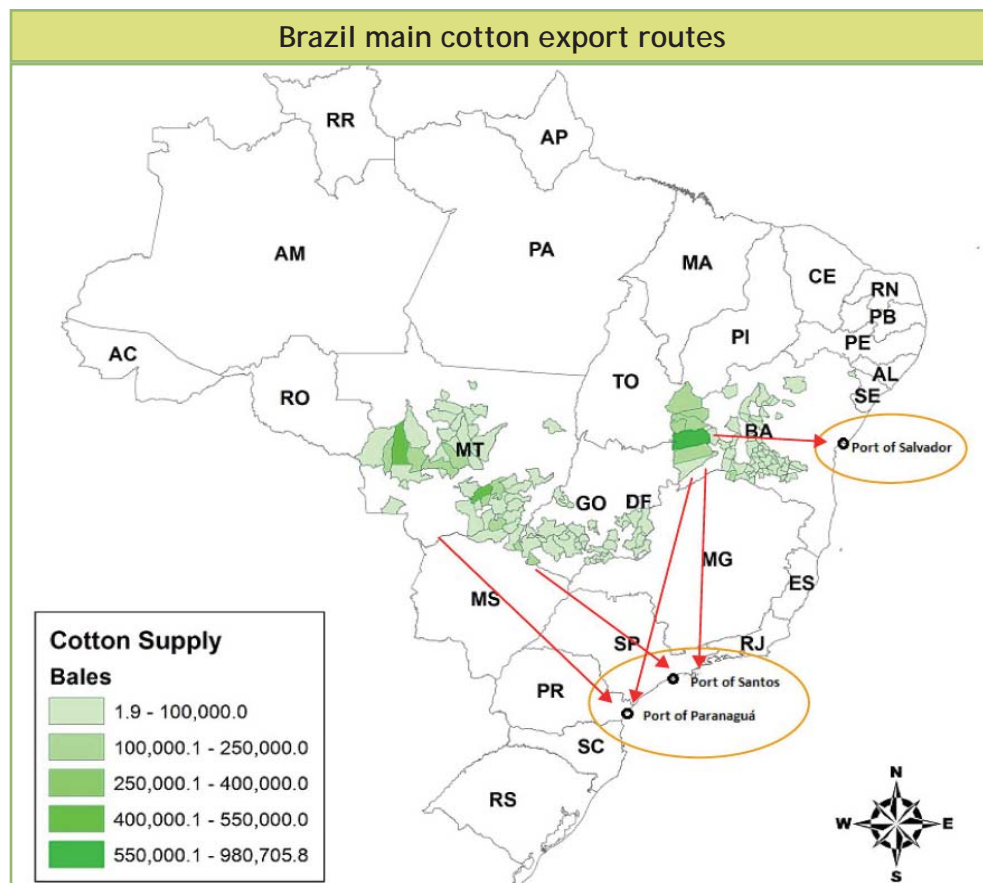 Brazil main cotton export routes
RR
AP
AM
PA
MA
CE
RN
PB
PE
PI
AC
AL
TO
SE
RO
BA
Port of Salvador
MT
GO
DF
MG
ES
MS
SP
RJ
Port of Santos
PR
Port of Paranaguá
SC
RS
Cotton Supply
Bales
1.9 - 100,000.0
100,000.1 - 250,000.0
250,000.1 - 400,000.0
400,000.1 - 550,000.0
550,000.1 - 980,705.8
N
W E
S